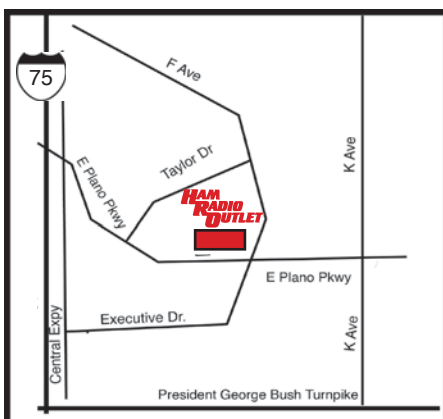 75
F Ave
Taylor Dr
K Ave
E Plano Pkwy
HAM
RADIO
OUTLET
E Plano Pkwy
Executive Dr.
Central Expy
K Ave
President George Bush Turnpike